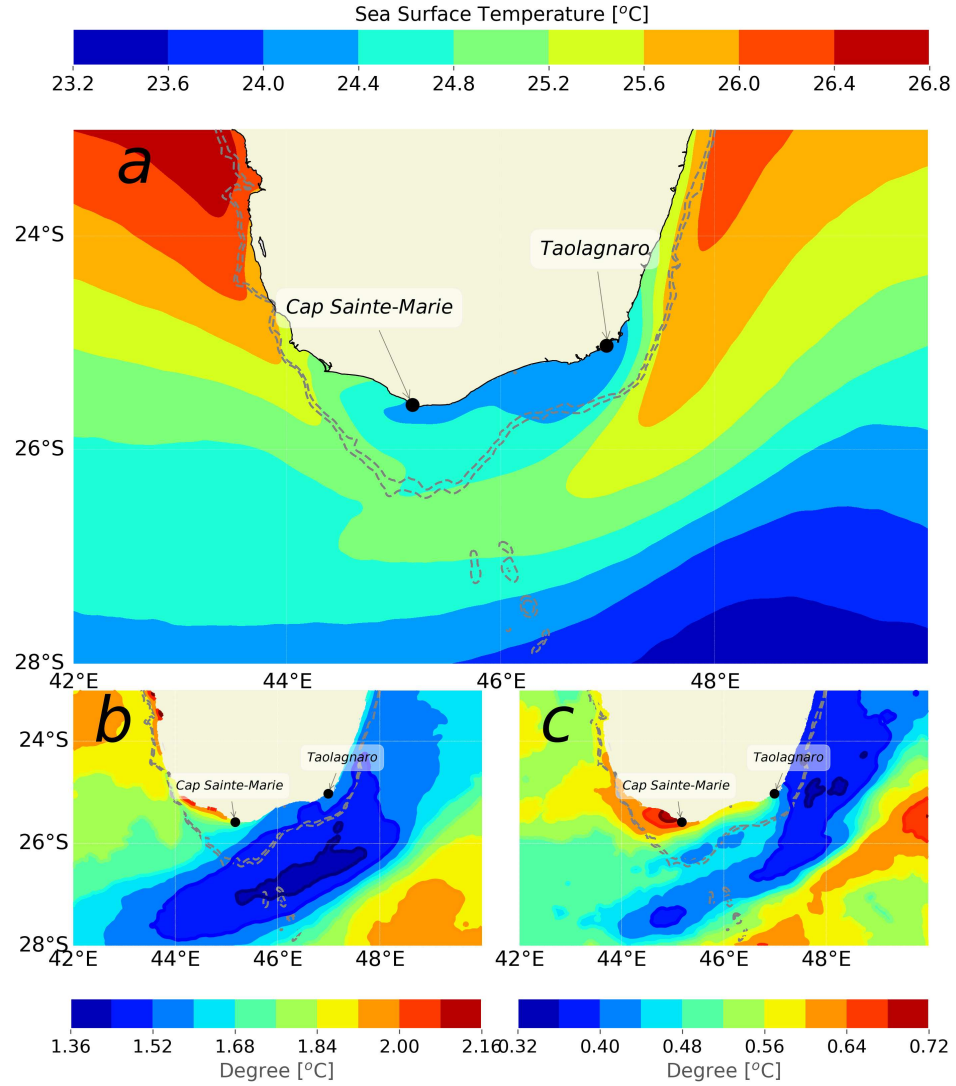 Sea Surface Temperature [°C]
23.2 23.6 24.0 24.4 24.8 25.2 25.6 26.0 26.4 26.8
a
24°S
Taolagnaro
Cap Sainte-Marie
26°S
28°S
42°E 44°E 46°E 48°E
b c
24°S
Taolagnaro Taolagnaro
Cap Sainte-Marie Cap Sainte-Marie
26°S
28°S
42°E 44°E 46°E 48°E 42°E 44°E 46°E 48°E
1.36 1.52 1.68 1.84 2.00 2.16 0.32 0.40 0.48 0.56 0.64 0.72
Degree [°C] Degree [°C]